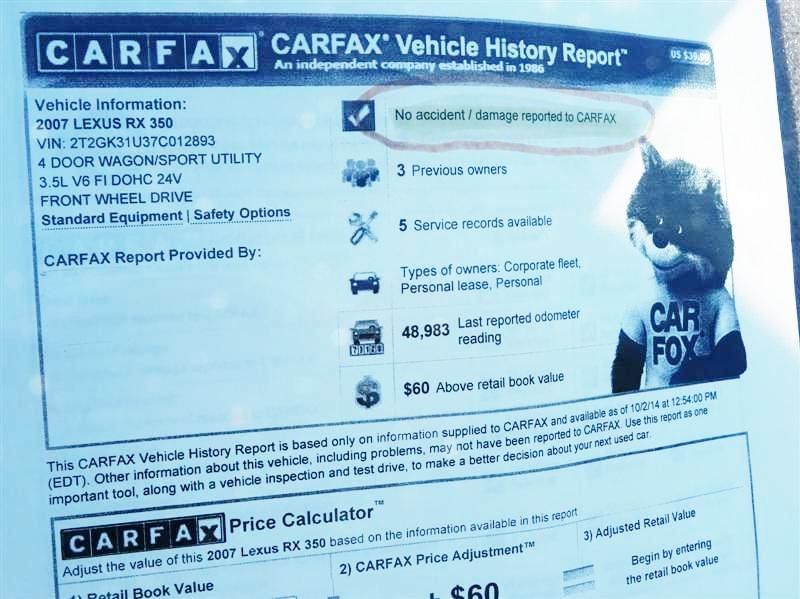 CARFAX
CARFAX® Vehicle History Report™
An independent company established in 1986
Vehicle Information:
2007 LEXUS RX 350
VIN: 2T2GK31U37C012893
4 DOOR WAGON/SPORT UTILITY
3.5L V6 FI DOHC 24V
FRONT WHEEL DRIVE
Standard Equipment | Safety Options
CARFAX Report Provided By:
No accident / damage reported to CARFAX
3 Previous owners
5 Service records available
Types of owners: Corporate fleet,
Personal lease, Personal
48,983 Last reported odometer
reading
$60 Above retail book value
CAR
FOX
This CARFAX Vehicle History Report is based only on information supplied to CARFAX and available as of 10/2/14 at 12:54:00 PM
(EDT). Other information about this vehicle, including problems, may not have been reported to CARFAX. Use this report as one
important tool, along with a vehicle inspection and test drive, to make a better decision about your next used car.
CARFAX Price Calculator™
Adjust the value of this 2007 Lexus RX 350 based on the information available in this report
1) Retail Book Value
2) CARFAX Price Adjustment™
3) Adjusted Retail Value
$60
Begin by entering
the retail book value